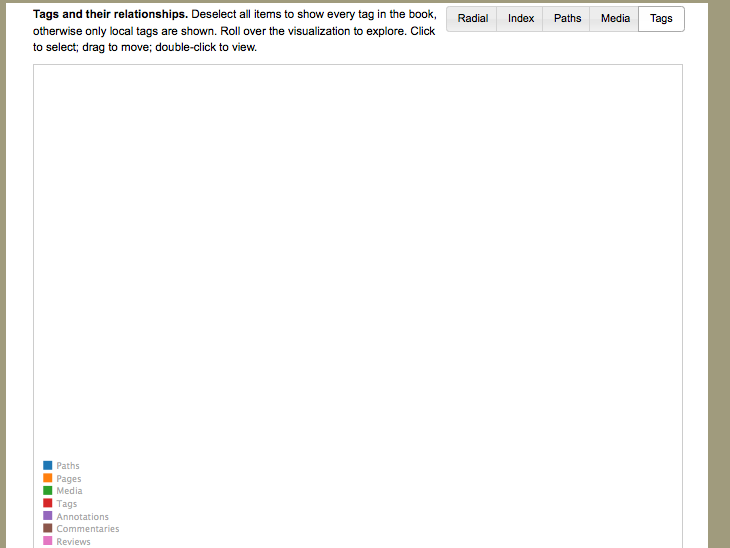 Tags and their relationships. Deselect all items to show every tag in the book,
otherwise only local tags are shown. Roll over the visualization to explore. Click
to select; drag to move; double-click to view.
Radial Index Paths Media Tags
Paths
Pages
Media
Tags
Annotations
Commentaries
Reviews